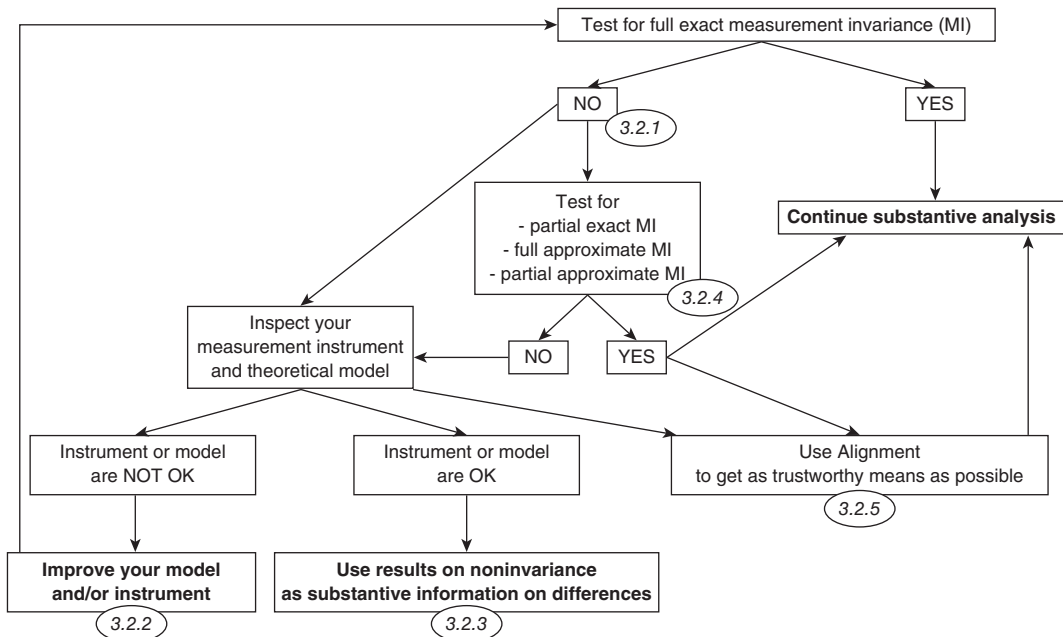 Test for full exact measurement invariance (MI)
NO
YES
3.2.1
Test for
- partial exact MI
- full approximate MI
- partial approximate MI
Continue substantive analysis
3.2.4
Inspect your
measurement instrument
and theoretical model
NO
YES
Instrument or model
are NOT OK
Instrument or model
are OK
Use Alignment
to get as trustworthy means as possible
3.2.5
Improve your model
and/or instrument
Use results on noninvariance
as substantive information on differences
3.2.2
3.2.3